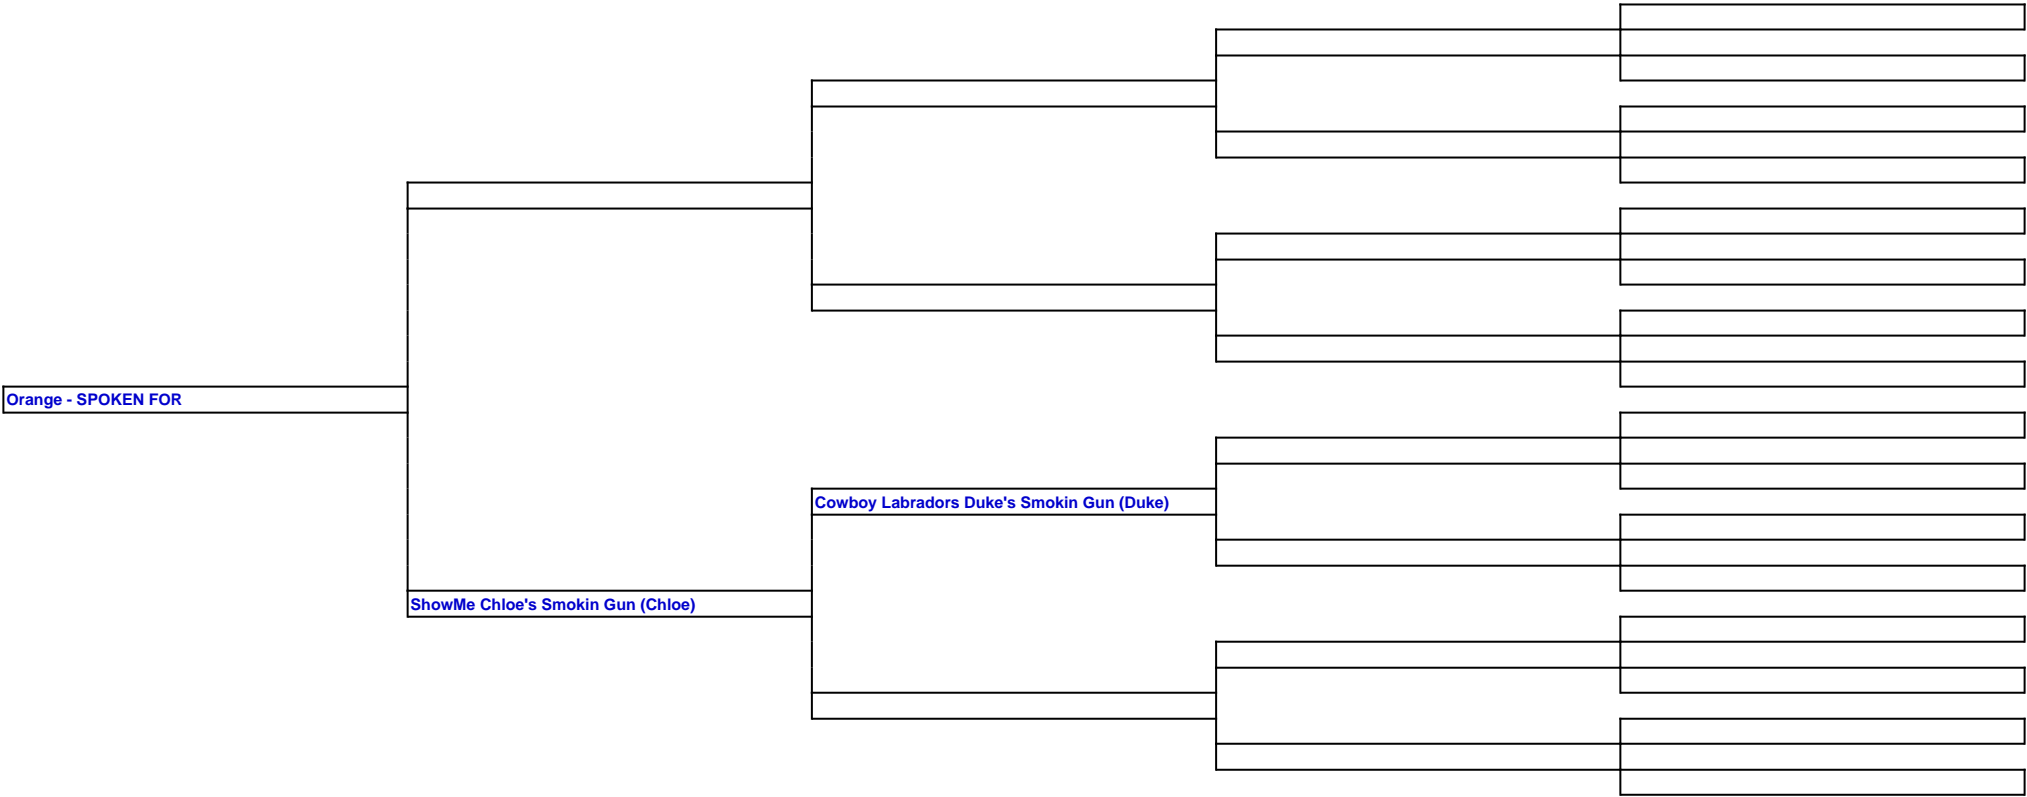 Orange - SPOKEN FOR
Cowboy Labradors Duke's Smokin Gun (Duke)
ShowMe Chloe's Smokin Gun (Chloe)